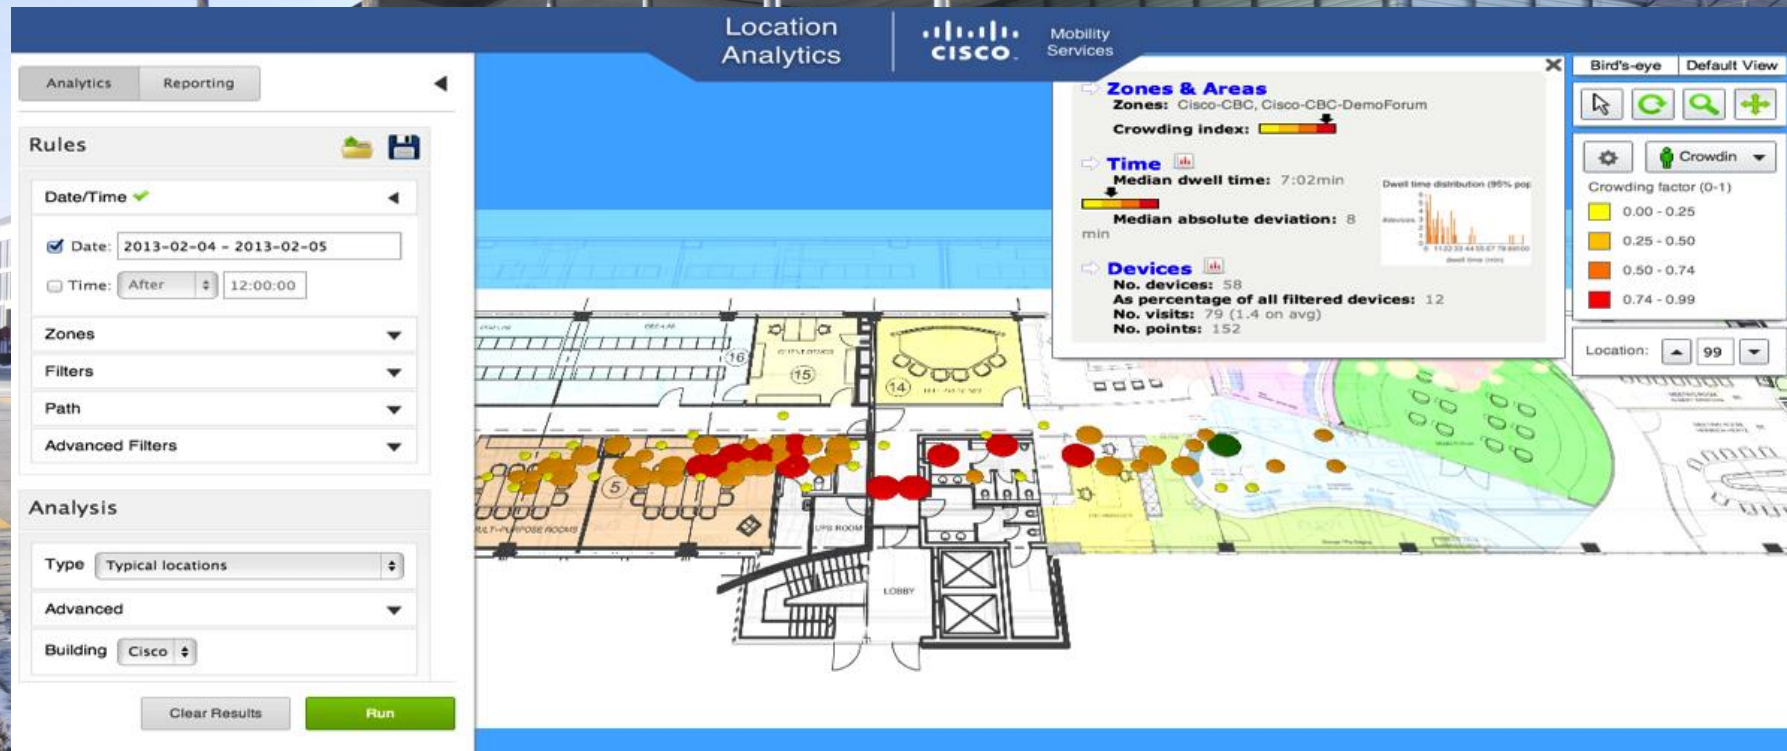 Location
Analytics
CISCO
Mobility
Services
Analytics
Reporting
Rules
Date/Time
Date: 2013-02-04 - 2013-02-05
Time: After 12:00:00
Zones
Filters
Path
Advanced Filters
Analysis
Type Typical locations
Advanced
Building Cisco
Clear Results
Run
Zones & Areas
Zones: Cisco-CBC, Cisco-CBC-DemoForum
Crowding index:
Time
Median dwell time: 7:02min
Median absolute deviation: 8
min
Dwell time distribution (95% pop
dwell time (min)
Devices
No. devices: 58
As percentage of all filtered devices: 12
No. visits: 79 (1.4 on avg)
No. points: 152
Bird's-eye
Default View
Crowdin
Crowding factor (0-1)
0.00 - 0.25
0.25 - 0.50
0.50 - 0.74
0.74 - 0.99
Location: 99
16
15
14
5
MULTI-PURPOSE ROOMS
UPS ROOM
LOBBY